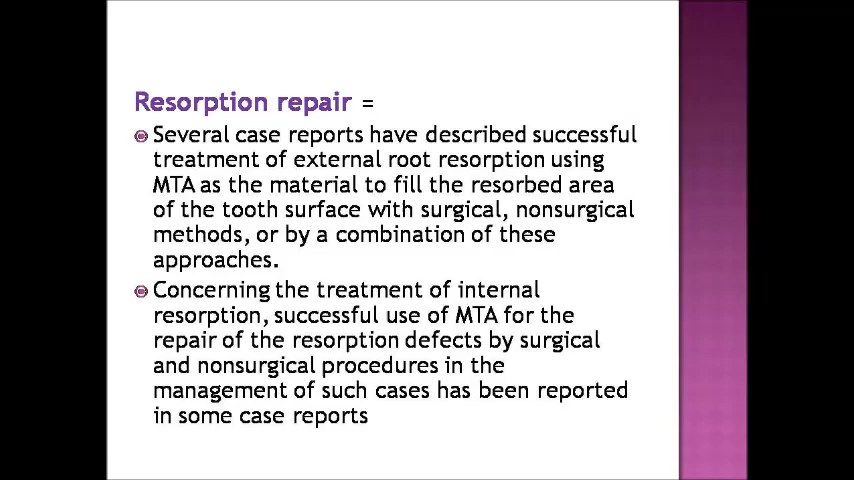 Resorption repair =
Several case reports have described successful
treatment of external root resorption using
MTA as the material to fill the resorbed area
of the tooth surface with surgical, nonsurgical
methods, or by a combination of these
approaches.
Concerning the treatment of internal
resorption, successful use of MTA for the
repair of the resorption defects by surgical
and nonsurgical procedures in the
management of such cases has been reported
in some case reports